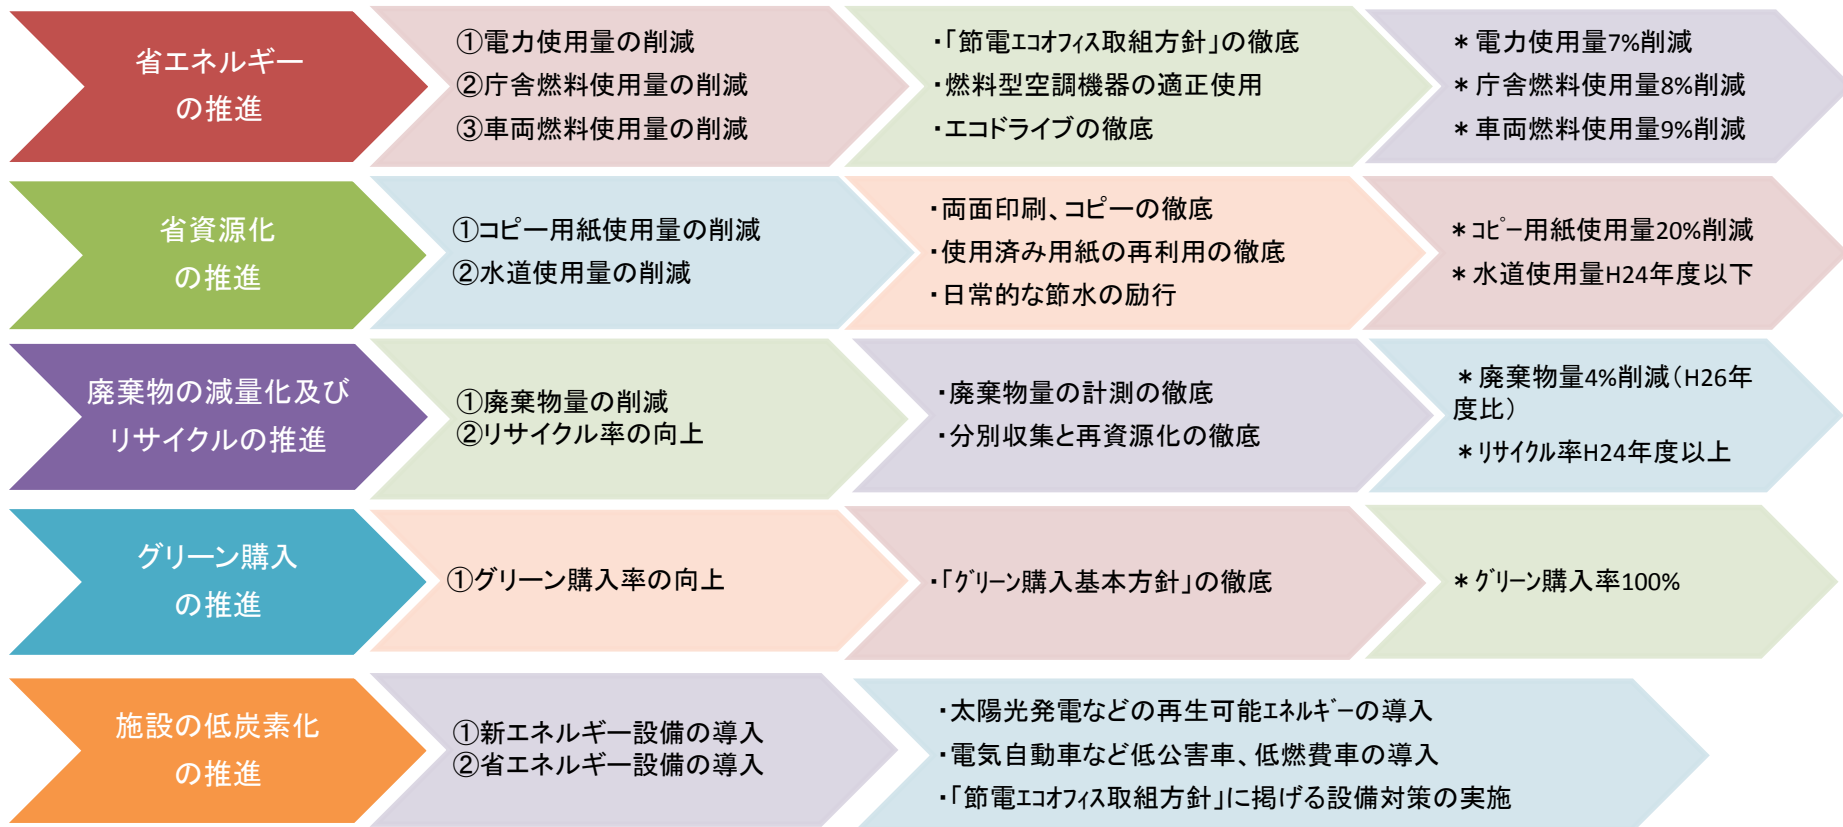 省エネルギー
の推進
①電力使用量の削減
②庁舎燃料使用量の削減
③車両燃料使用量の削減
・「節電ｴｺｵﾌｨｽ取組方針」の徹底
・燃料型空調機器の適正使用
・エコドライブの徹底
＊電力使用量7%削減
＊庁舎燃料使用量8%削減
＊車両燃料使用量9%削減
省資源化
の推進
①コピー用紙使用量の削減
②水道使用量の削減
・両面印刷、コピーの徹底
・使用済み用紙の再利用の徹底
・日常的な節水の励行
＊ｺﾋﾟｰ用紙使用量20%削減
＊水道使用量H24年度以下
廃棄物の減量化及び
リサイクルの推進
①廃棄物量の削減
②リサイクル率の向上
・廃棄物量の計測の徹底
・分別収集と再資源化の徹底
＊廃棄物量4%削減（H26年
度比）
＊ﾘｻｲｸﾙ率H24年度以上
グリーン購入
の推進
①グリーン購入率の向上
・「ｸﾞﾘｰﾝ購入基本方針」の徹底
＊ｸﾞﾘｰﾝ購入率100%
施設の低炭素化
の推進
①新エネルギー設備の導入
②省エネルギー設備の導入
・太陽光発電などの再生可能ｴﾈﾙｷﾞｰの導入
・電気自動車など低公害車、低燃費車の導入
・「節電ｴｺｵﾌｨｽ取組方針」に掲げる設備対策の実施